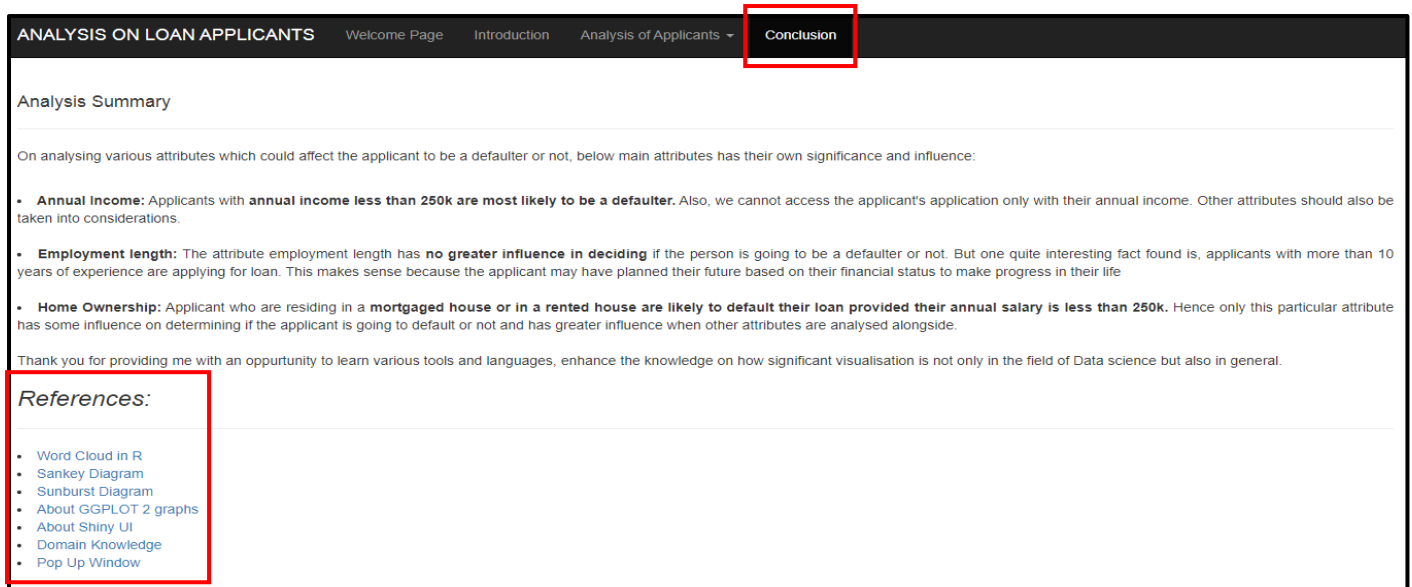 ANALYSIS ON LOAN APPLICANTS Welcome Page Introduction Analysis of Applicants Conclusion
Analysis Summary
On analysing various attributes which could affect the applicant to be a defaulter or not, below main attributes has their own significance and influence:
• Annual Income: Applicants with annual income less than 250k are most likely to be a defaulter. Also, we cannot access the applicant's application only with their annual income. Other attributes should also be
taken into considerations.
• Employment length: The attribute employment length has no greater influence in deciding if the person is going to be a defaulter or not. But one quite interesting fact found is, applicants with more than 10
years of experience are applying for loan. This makes sense because the applicant may have planned their future based on their financial status to make progress in their life
• Home Ownership: Applicant who are residing in a mortgaged house or in a rented house are likely to default their loan provided their annual salary is less than 250k. Hence only this particular attribute
has some influence on determining if the applicant is going to default or not and has greater influence when other attributes are analysed alongside.
Thank you for providing me with an oppurtunity to learn various tools and languages, enhance the knowledge on how significant visualisation is not only in the field of Data science but also in general.
References:
• Word Cloud in R
• Sankey Diagram
• Sunburst Diagram
• About GGPLOT 2 graphs
• About Shiny UI
• Domain Knowledge
• Pop Up Window